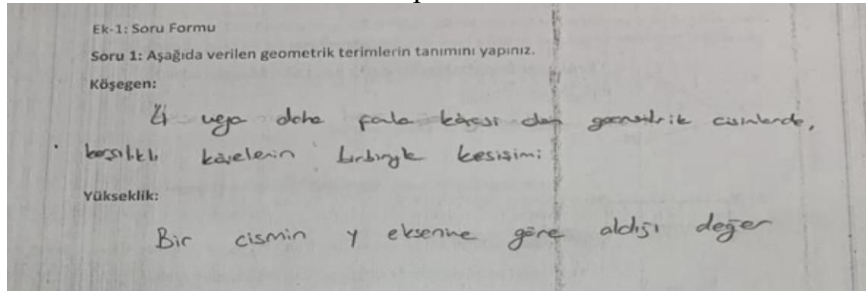 Ek-1: Soru Formu
Soru 1: Aşağıda verilen geometrik terimlerin tanımını yapınız.
Köşegen:
veya daha fazla köşesi olan geometrik cisimlerde,
karşılıklı köşelerin birbiriyle kesişimi
Yükseklik:
Bir cismin y eksenine göre aldığı değer